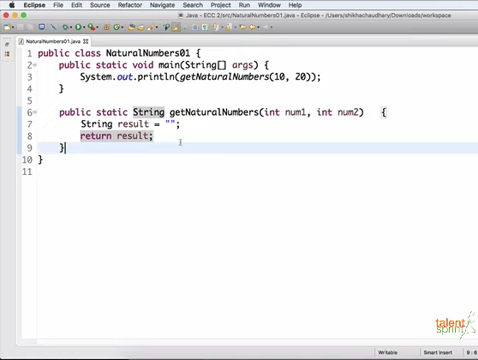 Eclipse File Edit Source Refactor Navigate Search Project Run Window Help
Java - ECC 2/src/NaturalNumbers01.java - Eclipse - /Users/shikhachaudhary/Downloads/workspace
NaturalNumbers01.java
1 public class NaturalNumbers01 {
2 public static void main(String[] args) {
3 System.out.println(getNaturalNumbers(10, 20));
4 }
5
6 public static String getNaturalNumbers(int num1, int num2) {
7 String result = "";
8 return result;
9 }
10 }
11
talent
sprint
Writable Smart Insert 9 : 6